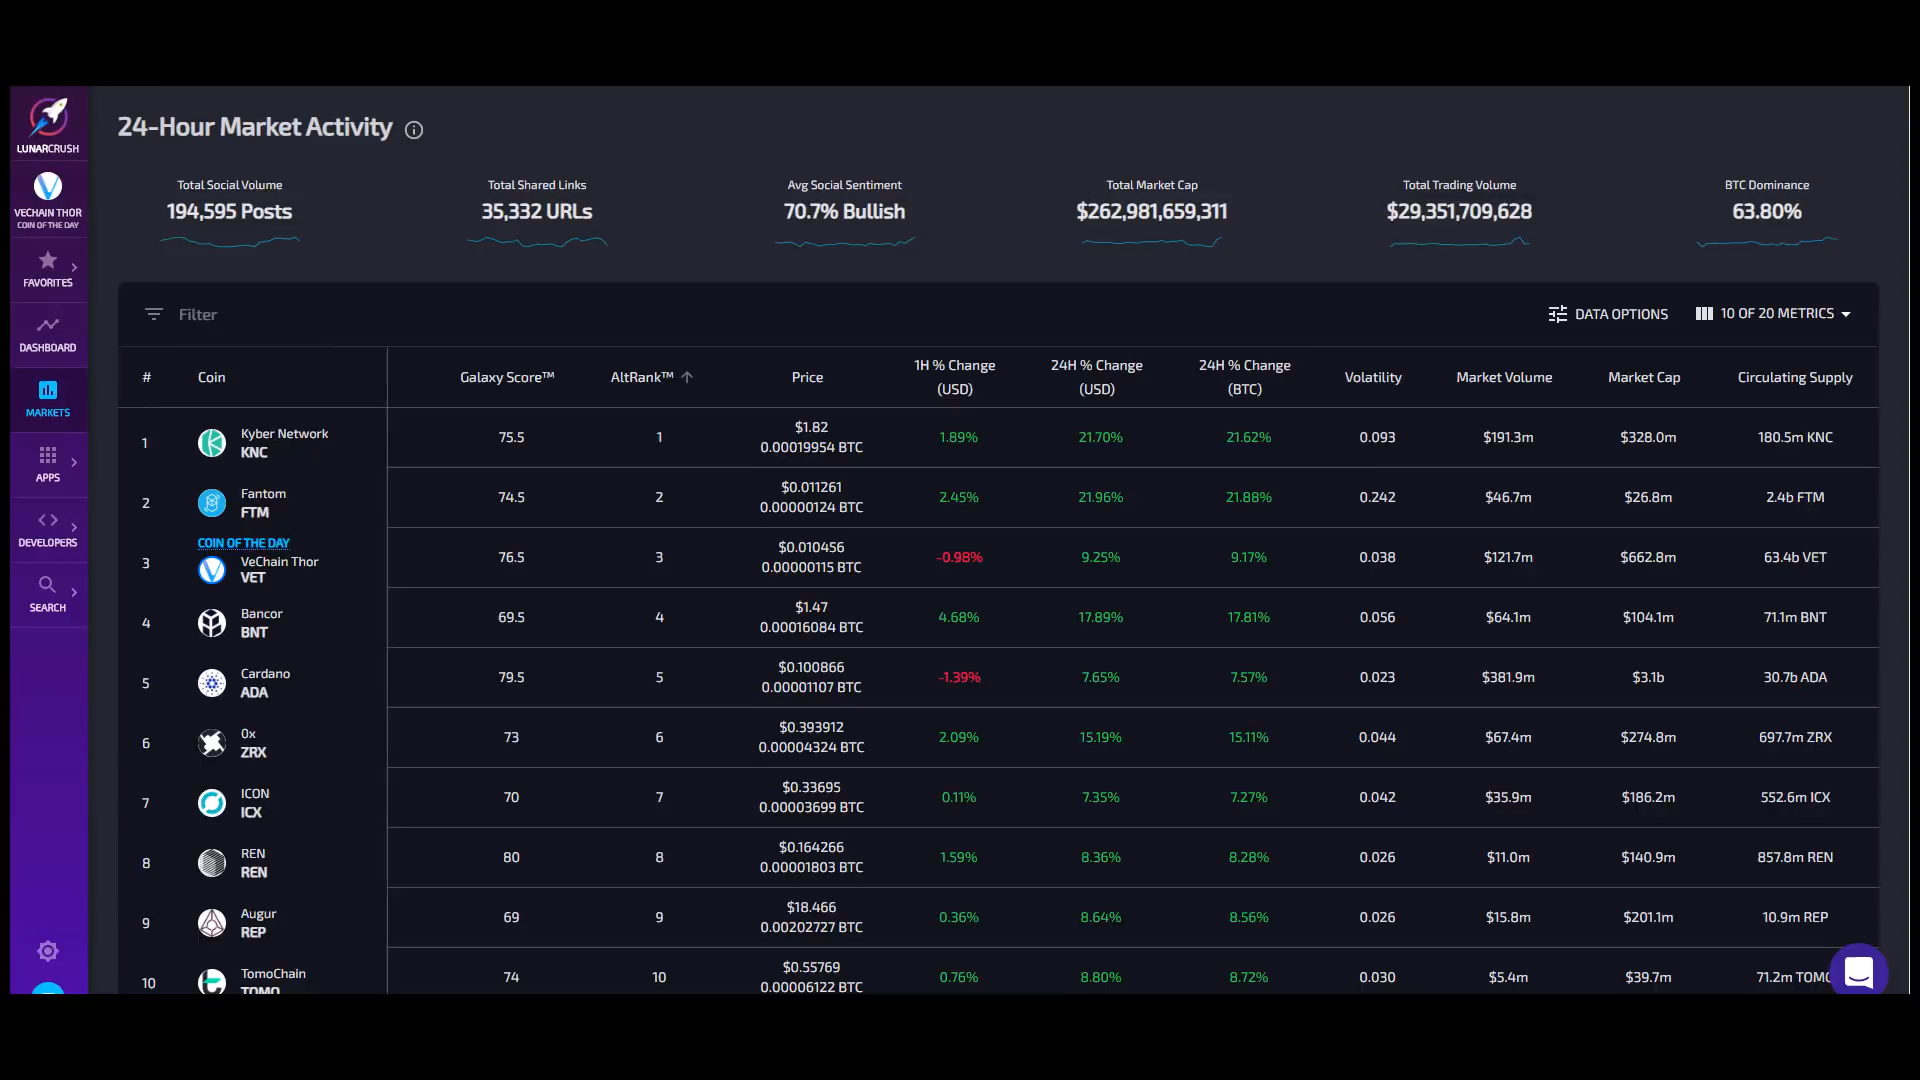 LUNARCRUSH
VECHAIN THOR
COIN OF THE DAY
FAVORITES
DASHBOARD
MARKETS
APPS
DEVELOPERS
SEARCH
24-Hour Market Activity
Total Social Volume Total Shared Links Avg Social Sentiment Total Market Cap Total Trading Volume BTC Dominance
194,595 Posts 35,332 URLs 70.7% Bullish $262,981,659,311 $29,351,709,628 63.80%
Filter DATA OPTIONS 10 OF 20 METRICS
# Coin Galaxy Score™ AltRank™ Price 1H % Change (USD) 24H % Change (USD) 24H % Change (BTC) Volatility Market Volume Market Cap Circulating Supply
1 Kyber Network KNC 75.5 1 $1.82 0.00019954 BTC 1.89% 21.70% 21.62% 0.093 $191.3m $328.0m 180.5m KNC
2 Fantom FTM 74.5 2 $0.011261 0.00000124 BTC 2.45% 21.96% 21.88% 0.242 $46.7m $26.8m 2.4b FTM
COIN OF THE DAY
3 VeChain Thor VET 76.5 3 $0.010456 0.00000115 BTC -0.98% 9.25% 9.17% 0.038 $121.7m $662.8m 63.4b VET
4 Bancor BNT 69.5 4 $1.47 0.00016084 BTC 4.68% 17.89% 17.81% 0.056 $64.1m $104.1m 71.1m BNT
5 Cardano ADA 79.5 5 $0.100866 0.00001107 BTC -1.39% 7.65% 7.57% 0.023 $381.9m $3.1b 30.7b ADA
6 0x ZRX 73 6 $0.393912 0.00004324 BTC 2.09% 15.19% 15.11% 0.044 $67.4m $274.8m 697.7m ZRX
7 ICON ICX 70 7 $0.33695 0.00003699 BTC 0.11% 7.35% 7.27% 0.042 $35.9m $186.2m 552.6m ICX
8 REN REN 80 8 $0.164266 0.00001803 BTC 1.59% 8.36% 8.28% 0.026 $11.0m $140.9m 857.8m REN
9 Augur REP 69 9 $18.466 0.00202727 BTC 0.36% 8.64% 8.56% 0.026 $15.8m $201.1m 10.9m REP
10 TomoChain TOMO 74 10 $0.55769 0.00006122 BTC 0.76% 8.80% 8.72% 0.030 $5.4m $39.7m 71.2m TOMO